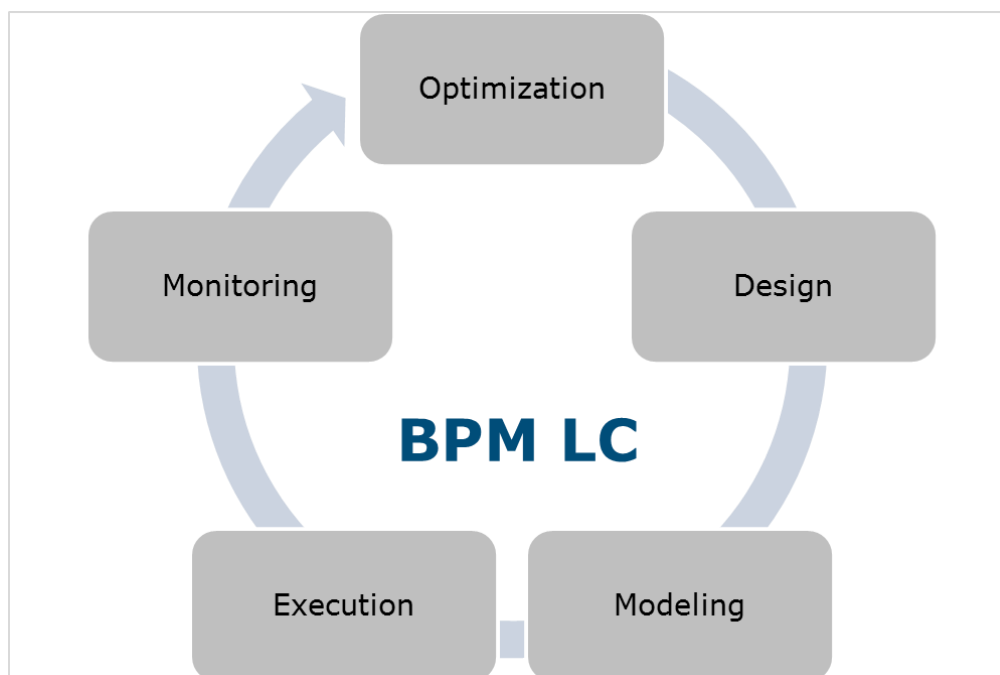 Optimization
Monitoring
Design
BPM LC
Execution
Modeling